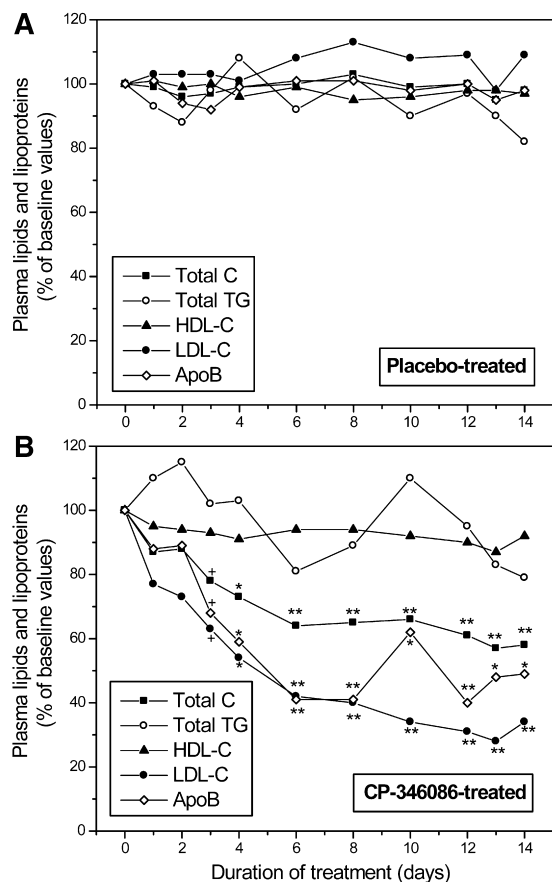 A
Plasma lipids and lipoproteins
(% of baseline values)
120
100
80
60
40
20
0
Total C
Total TG
HDL-C
LDL-C
ApoB
Placebo-treated
0 2 4 6 8 10 12 14
B
Plasma lipids and lipoproteins
(% of baseline values)
120
100
80
60
40
20
0
+ * ** ** ** ** ** **
+ * ** ** * ** * *
+ * ** ** ** ** ** **
Total C
Total TG
HDL-C
LDL-C
ApoB
CP-346086-treated
0 2 4 6 8 10 12 14
Duration of treatment (days)